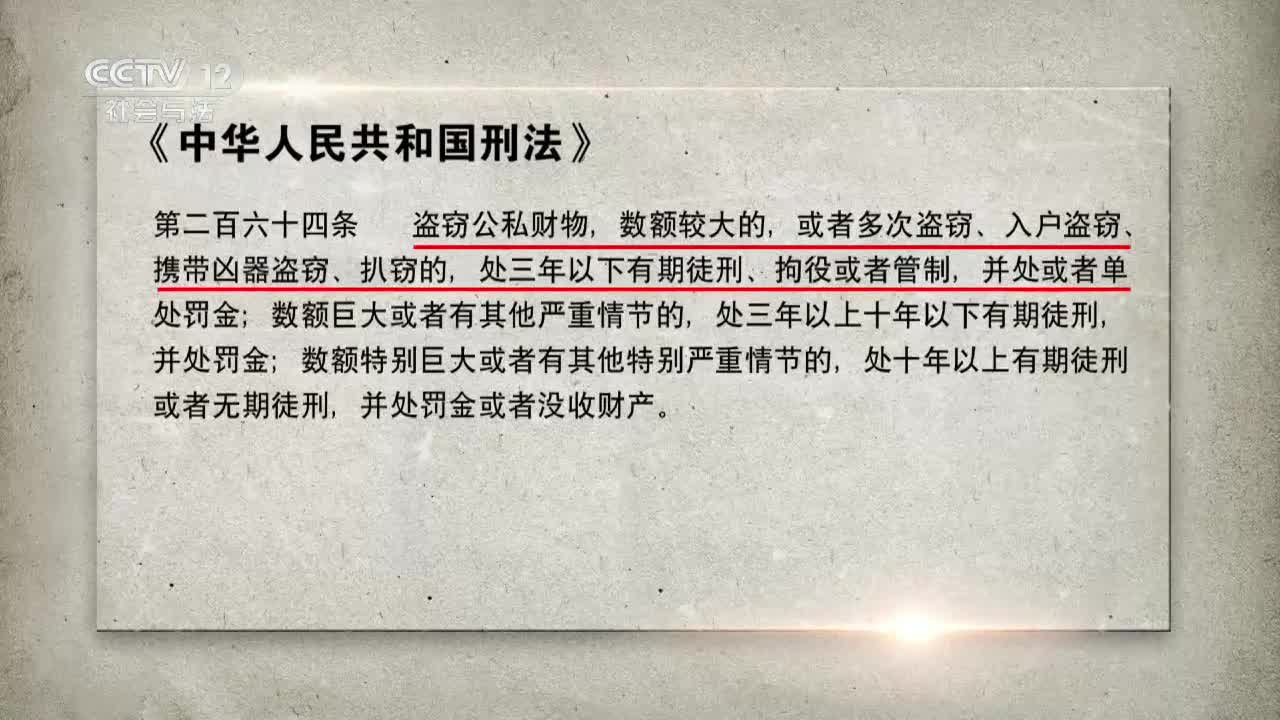 CCTV 12
社会与法
《中华人民共和国刑法》
第二百六十四条 盗窃公私财物，数额较大的，或者多次盗窃、入户盗窃、
携带凶器盗窃、扒窃的，处三年以下有期徒刑、拘役或者管制，并处或者单
处罚金；数额巨大或者有其他严重情节的，处三年以上十年以下有期徒刑，
并处罚金；数额特别巨大或者有其他特别严重情节的，处十年以上有期徒刑
或者无期徒刑，并处罚金或者没收财产。